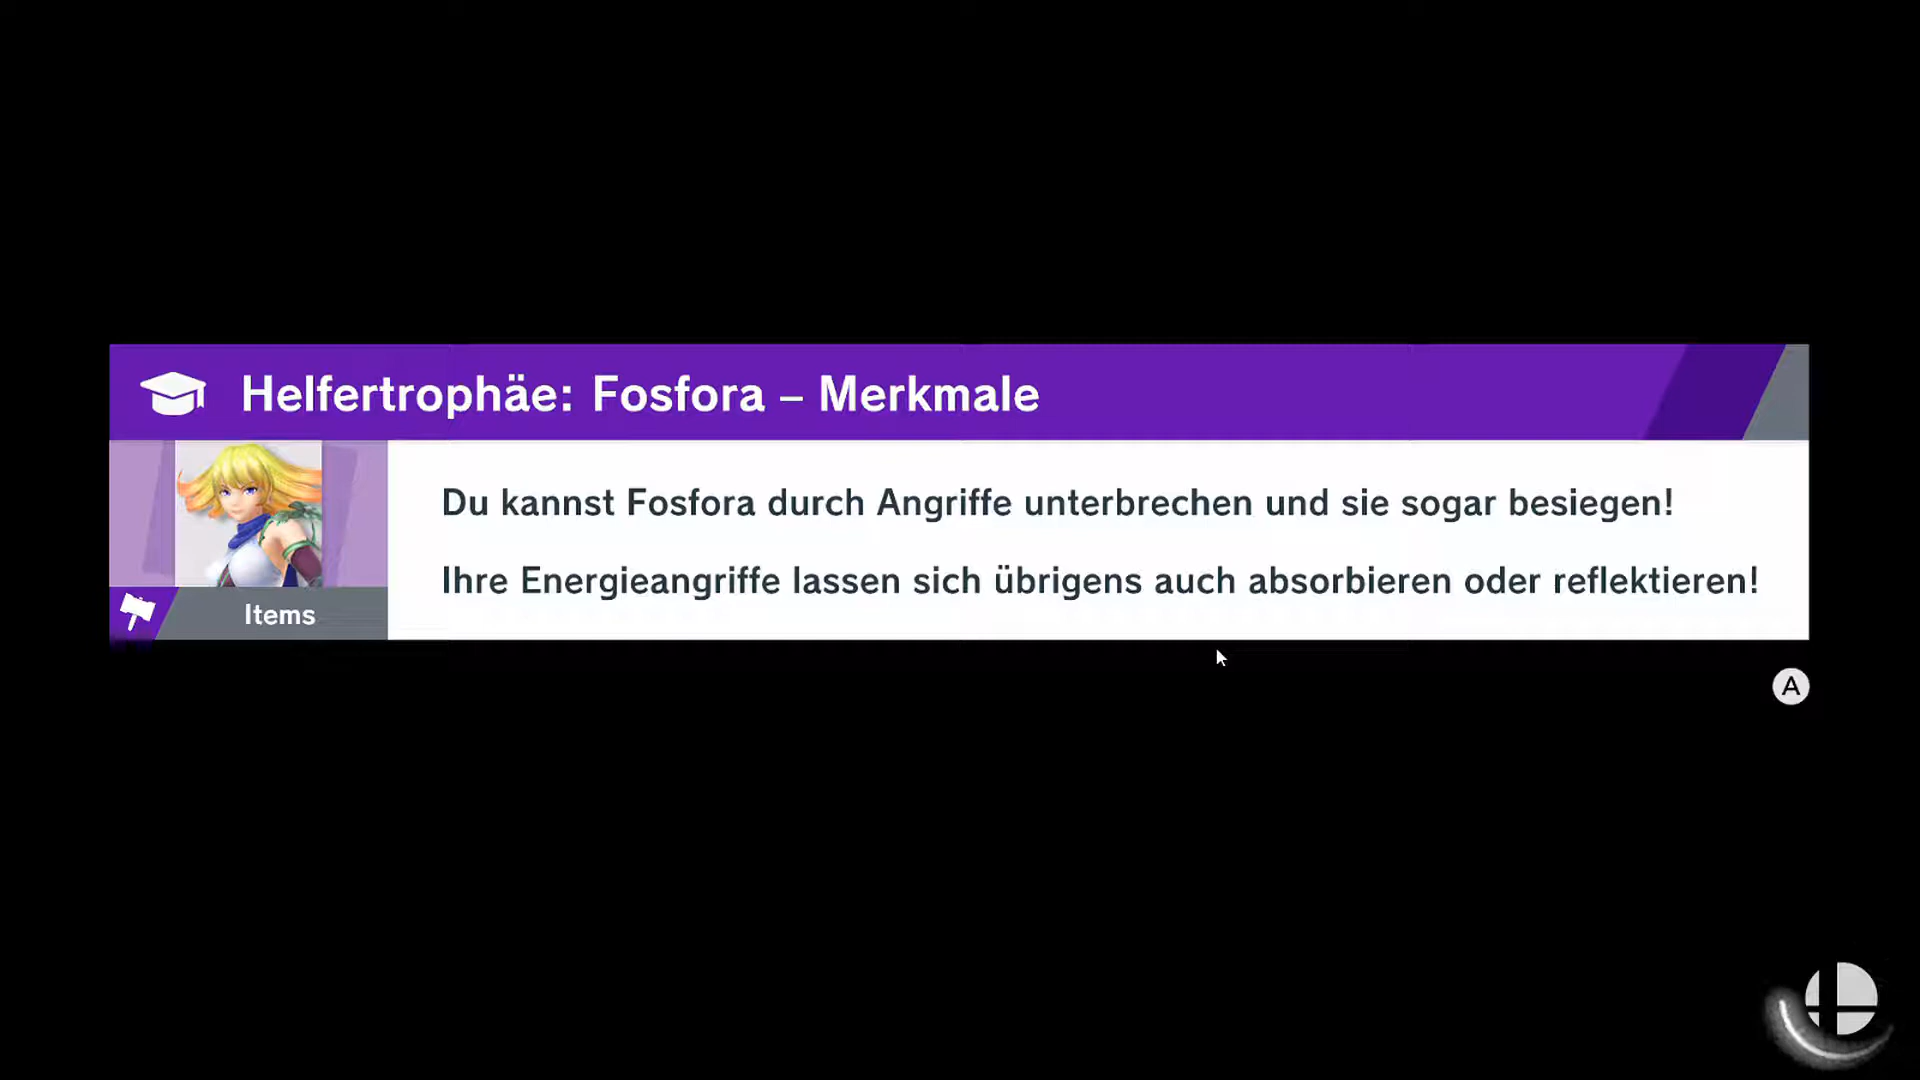 Helfertrophäe: Fosfora – Merkmale
Du kannst Fosfora durch Angriffe unterbrechen und sie sogar besiegen!
Ihre Energieangriffe lassen sich übrigens auch absorbieren oder reflektieren!
Items
A